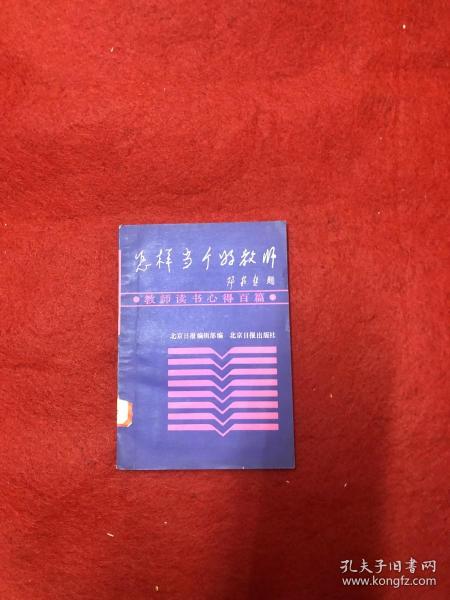 怎样当个好教师
题
教师读书心得百篇
北京日报编辑部编 北京日报出版社
孔夫子旧书网
www.kongfz.com